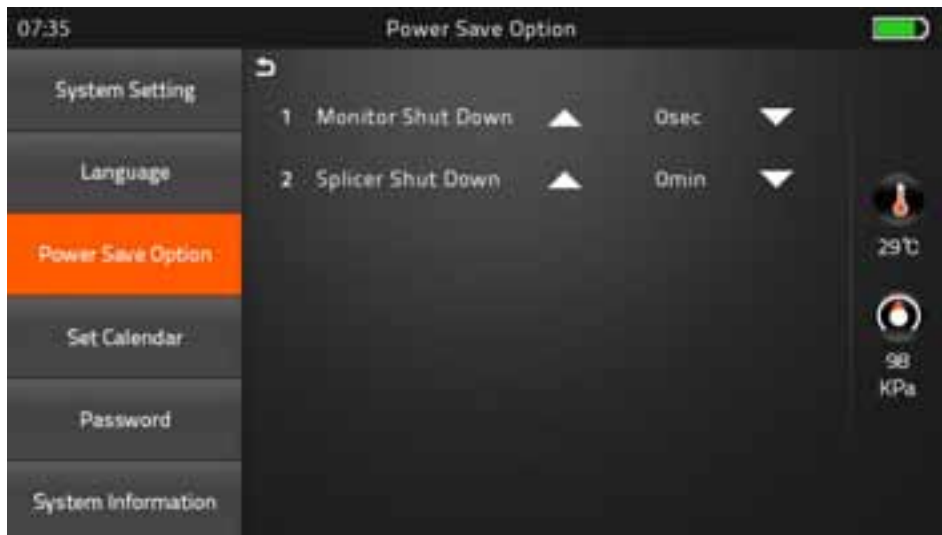 07:35 Power Save Option
System Setting
Language
Power Save Option
Set Calendar
Password
System Information
1 Monitor Shut Down 0sec
2 Splicer Shut Down 0min
29℃
98
KPa